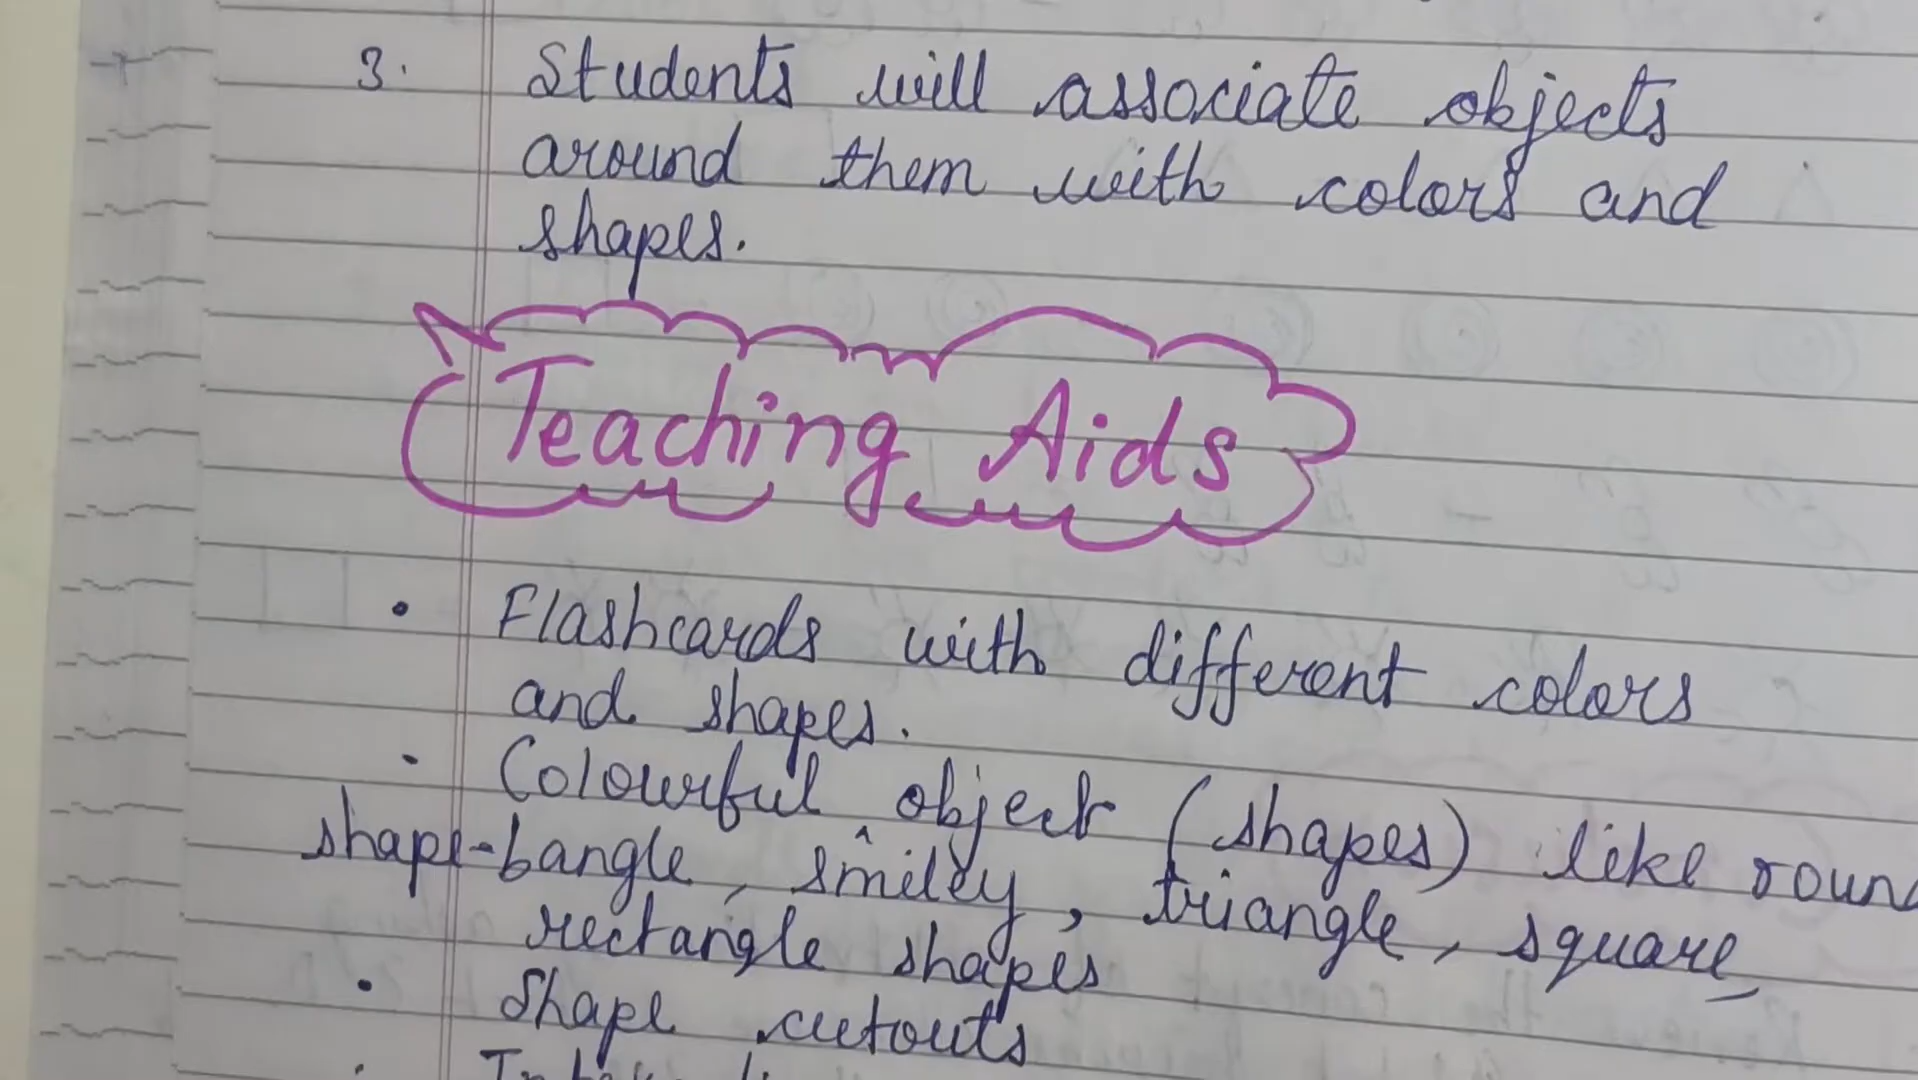 3. Students will associate objects
around them with colors and
shapes.
Teaching Aids
• Flashcards with different colors
and shapes.
• Colourful object (shapes) like roun
shape-bangle, smiley, triangle, square,
rectangle shapes
• Shape cutouts